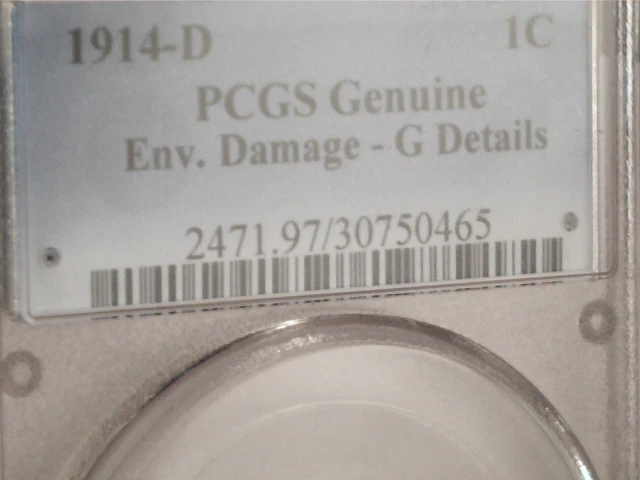 1914-D 1C
PCGS Genuine
Env. Damage - G Details
2471.97/30750465